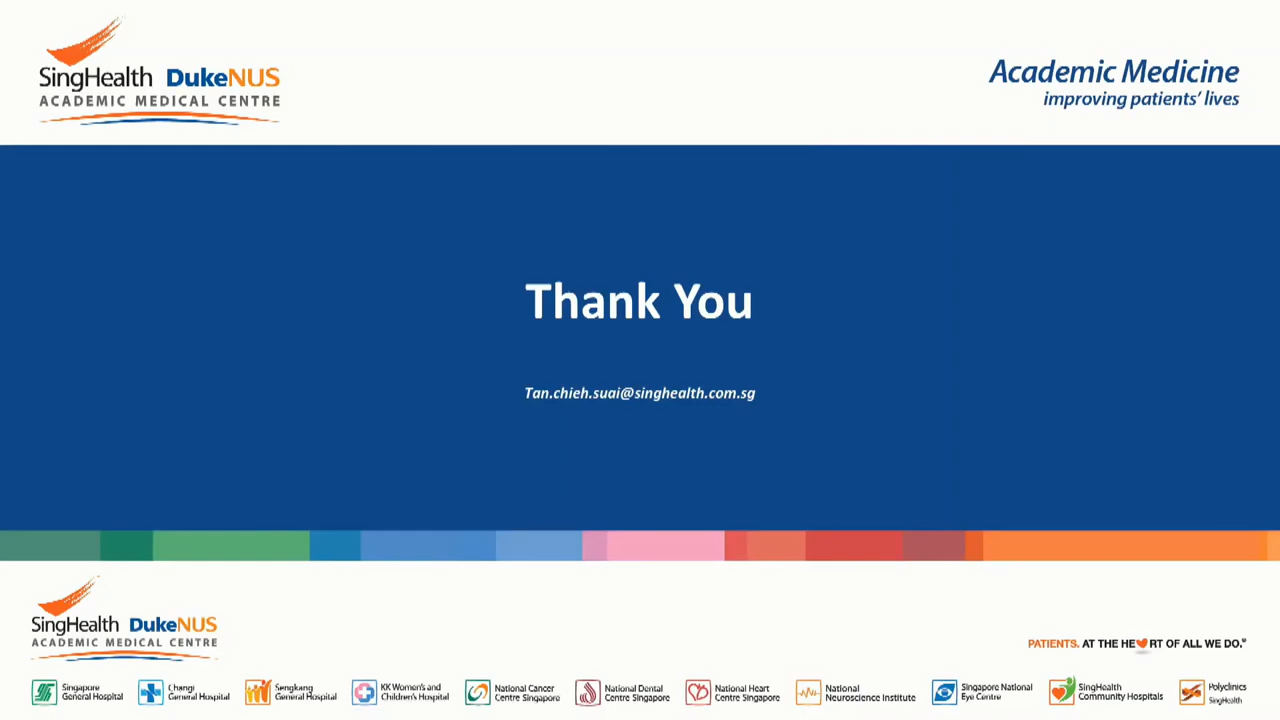 SingHealth DukeNUS
ACADEMIC MEDICAL CENTRE
Academic Medicine
improving patients' lives
Thank You
Tan.chieh.suai@singhealth.com.sg
SingHealth DukeNUS
ACADEMIC MEDICAL CENTRE
PATIENTS. AT THE HEART OF ALL WE DO.®
Singapore
General Hospital
Changi
General Hospital
Sengkang
General Hospital
KK Women's and
Children's Hospital
National Cancer
Centre Singapore
National Dental
Centre Singapore
National Heart
Centre Singapore
National
Neuroscience Institute
Singapore National
Eye Centre
SingHealth
Community Hospitals
Polyclinics
SingHealth